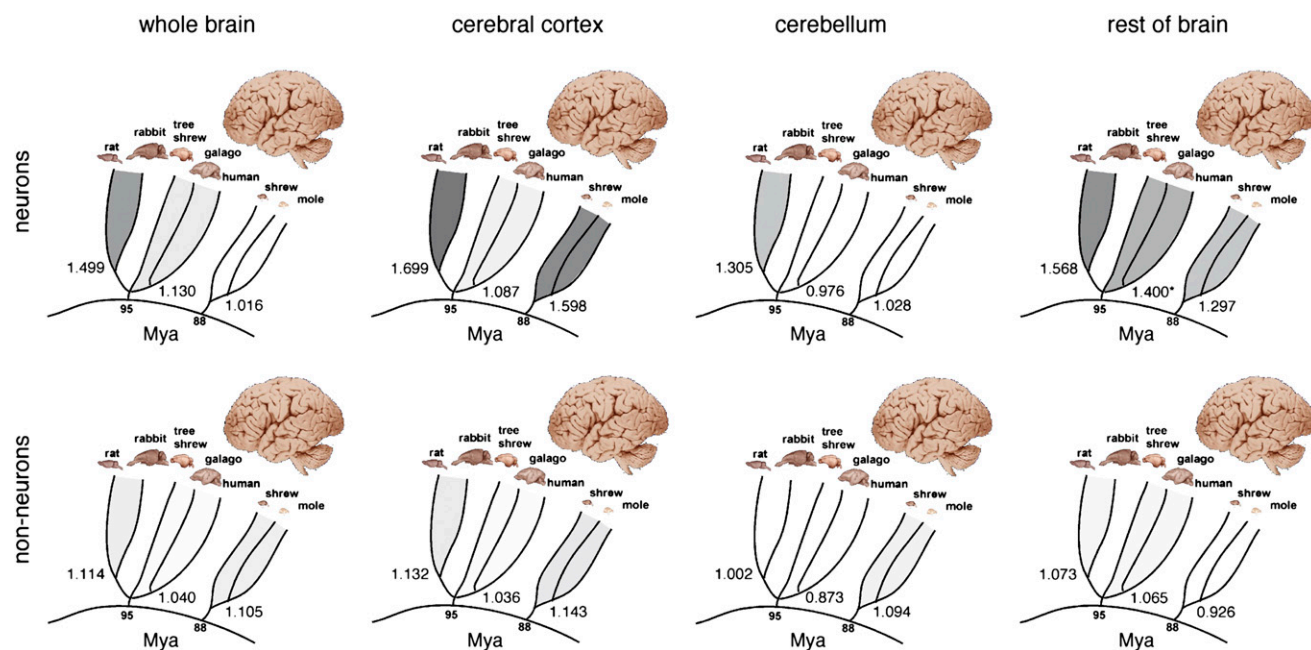 whole brain
cerebral cortex
cerebellum
rest of brain
neurons
rat
rabbit
tree
shrew
galago
human
shrew
mole
1.499
1.130
1.016
95
88
Mya
rat
rabbit
tree
shrew
galago
human
shrew
mole
1.699
1.087
1.598
95
88
Mya
rat
rabbit
tree
shrew
galago
human
shrew
mole
1.305
0.976
1.028
95
88
Mya
rat
rabbit
tree
shrew
galago
human
shrew
mole
1.568
1.400*
1.297
95
88
Mya
non-neurons
rat
rabbit
tree
shrew
galago
human
shrew
mole
1.114
1.040
1.105
95
88
Mya
rat
rabbit
tree
shrew
galago
human
shrew
mole
1.132
1.036
1.143
95
88
Mya
rat
rabbit
tree
shrew
galago
human
shrew
mole
1.002
0.873
1.094
95
88
Mya
rat
rabbit
tree
shrew
galago
human
shrew
mole
1.073
1.065
0.926
95
88
Mya